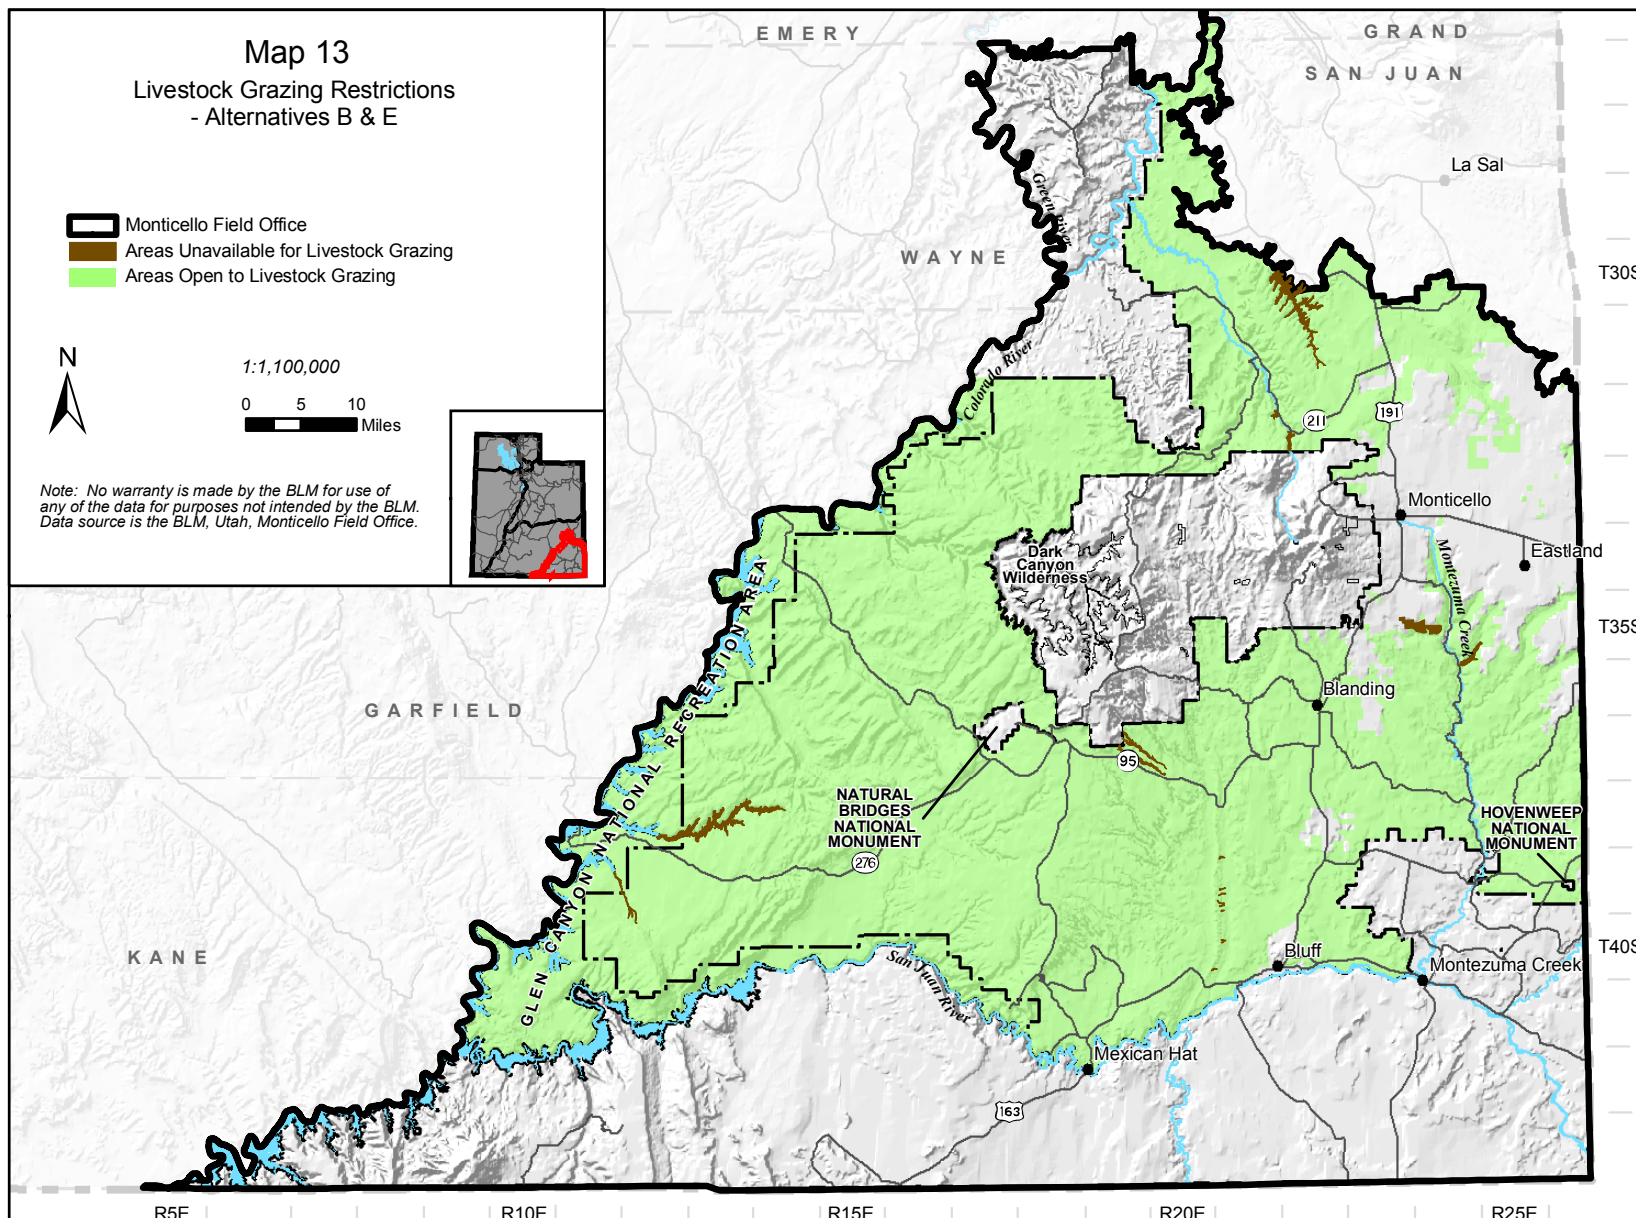 Map 13
Livestock Grazing Restrictions
- Alternatives B & E
Monticello Field Office
Areas Unavailable for Livestock Grazing
Areas Open to Livestock Grazing
N
1:1,100,000
0 5 10
Miles
Note: No warranty is made by the BLM for use of
any of the data for purposes not intended by the BLM.
Data source is the BLM, Utah, Monticello Field Office.
EMERY
GRAND
SAN JUAN
La Sal
Green River
WAYNE
T30S
Colorado River
211
191
Monticello
Eastland
Dark
Canyon
Wilderness
Montezuma Creek
T35S
GLEN CANYON NATIONAL RECREATION AREA
Blanding
GARFIELD
95
NATURAL
BRIDGES
NATIONAL
MONUMENT
HOVENWEEP
NATIONAL
MONUMENT
276
KANE
T40S
Bluff
San Juan River
Montezuma Creek
Mexican Hat
163
R5E R10E R15E R20E R25E